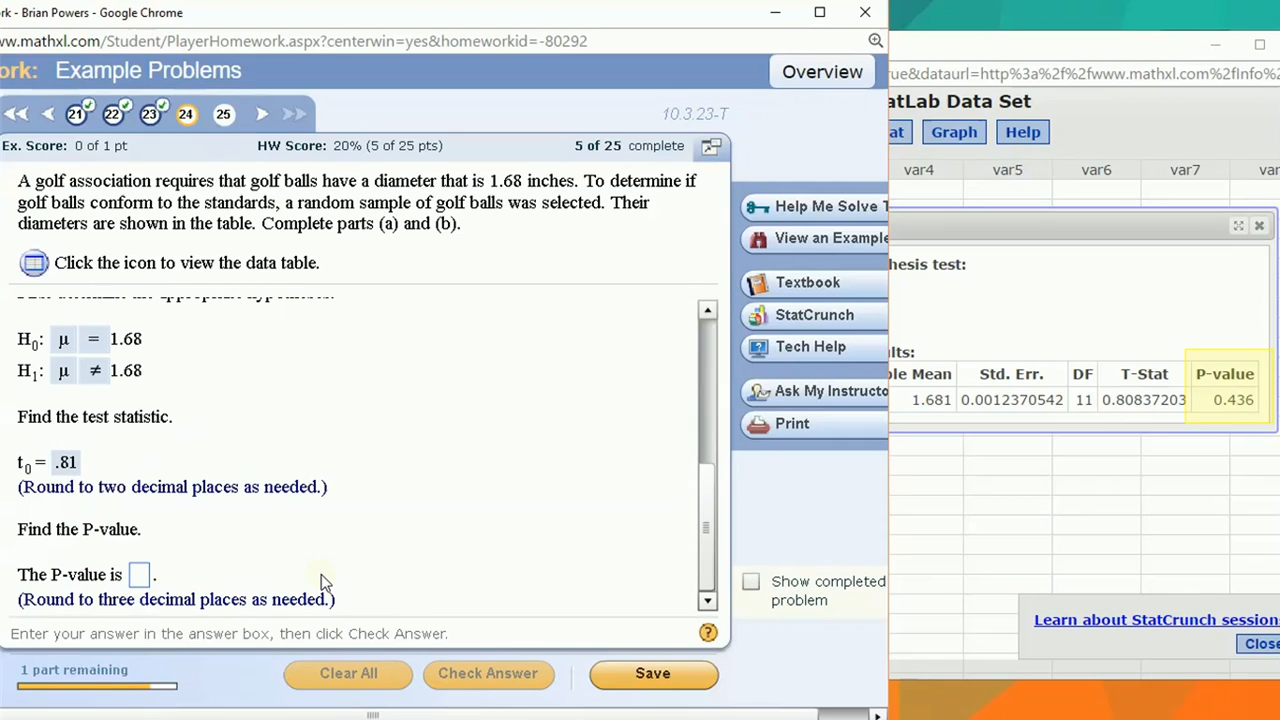 rk - Brian Powers - Google Chrome
ww.mathxl.com/Student/PlayerHomework.aspx?centerwin=yes&homeworkid=-80292
ork: Example Problems
Overview
21 22 23 24 25
10.3.23-T
Ex. Score: 0 of 1 pt
HW Score: 20% (5 of 25 pts)
5 of 25 complete
A golf association requires that golf balls have a diameter that is 1.68 inches. To determine if
golf balls conform to the standards, a random sample of golf balls was selected. Their
diameters are shown in the table. Complete parts (a) and (b).
Click the icon to view the data table.
H0: μ = 1.68
H1: μ ≠ 1.68
Find the test statistic.
t0 = .81
(Round to two decimal places as needed.)
Find the P-value.
The P-value is .
(Round to three decimal places as needed.)
Enter your answer in the answer box, then click Check Answer.
1 part remaining
Clear All
Check Answer
Save
Help Me Solve T
View an Example
Textbook
StatCrunch
Tech Help
Ask My Instructo
Print
Show completed
problem
rue&dataurl=http%3a%2f%2fwww.mathxl.com%2fInfo%
atLab Data Set
at Graph Help
var4 var5 var6 var7 var
hesis test:
lts:
ple Mean Std. Err. DF T-Stat P-value
1.681 0.0012370542 11 0.80837203 0.436
Learn about StatCrunch session
Close